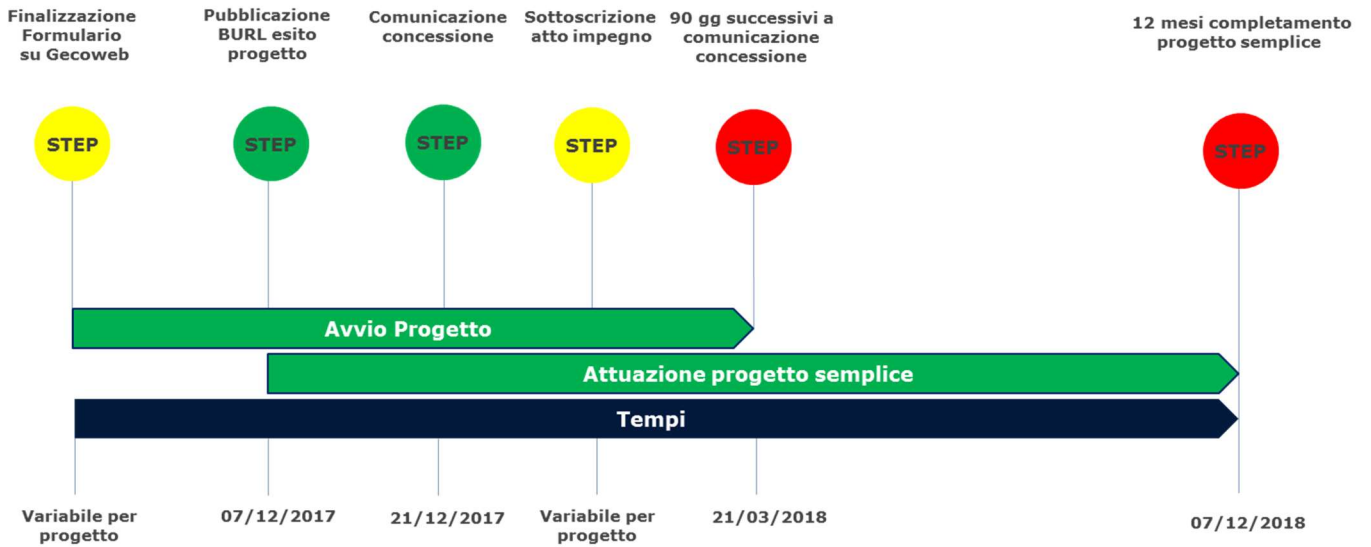 Finalizzazione
Formulario
su Gecoweb
Pubblicazione
BURL esito
progetto
Comunicazione
concessione
Sottoscrizione
atto impegno
90 gg successivi a
comunicazione
concessione
12 mesi completamento
progetto semplice
STEP
STEP
STEP
STEP
STEP
STEP
Avvio Progetto
Attuazione progetto semplice
Tempi
Variabile per
progetto
07/12/2017
21/12/2017
Variabile per
progetto
21/03/2018
07/12/2018